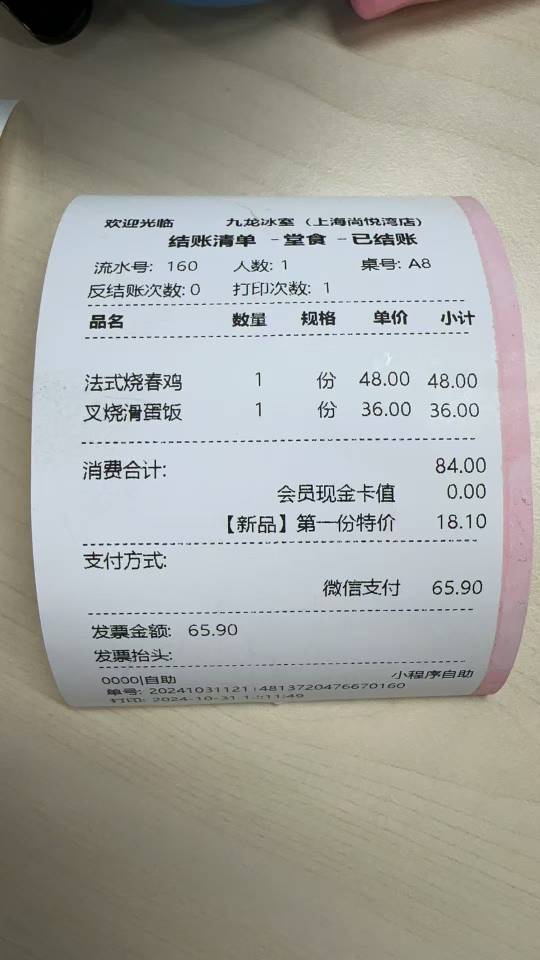 欢迎光临 九龙冰室（上海尚悦湾店）
结账清单 - 堂食 - 已结账
流水号: 160 人数: 1 桌号: A8
反结账次数: 0 打印次数: 1
品名 数量 规格 单价 小计
法式烧春鸡 1 份 48.00 48.00
叉烧滑蛋饭 1 份 36.00 36.00
消费合计: 84.00
会员现金卡值 0.00
【新品】第一份特价 18.10
支付方式:
微信支付 65.90
发票金额: 65.90
发票抬头:
0000|自助 小程序自助
单号: 20241031121
打印: 2024-10-31